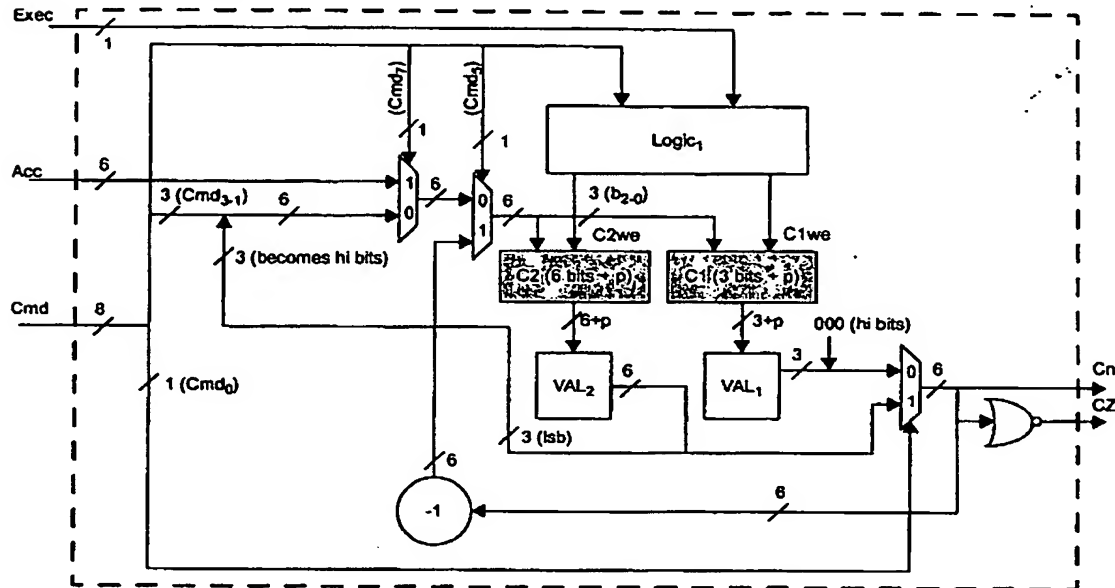 Exec
1
(Cmd7)
(Cmd5)
1
1
Logic1
Acc
6
1
0
6
0
1
6
3 (b2-0)
3 (Cmd3-1)
6
C2we
C1we
3 (becomes hi bits)
C2 (6 bits + p)
C1 (3 bits + p)
Cmd
8
6+p
3+p
000 (hi bits)
1 (Cmd0)
VAL2
6
VAL1
3
0
1
6
Cn
CZ
3 (lsb)
6
-1
6